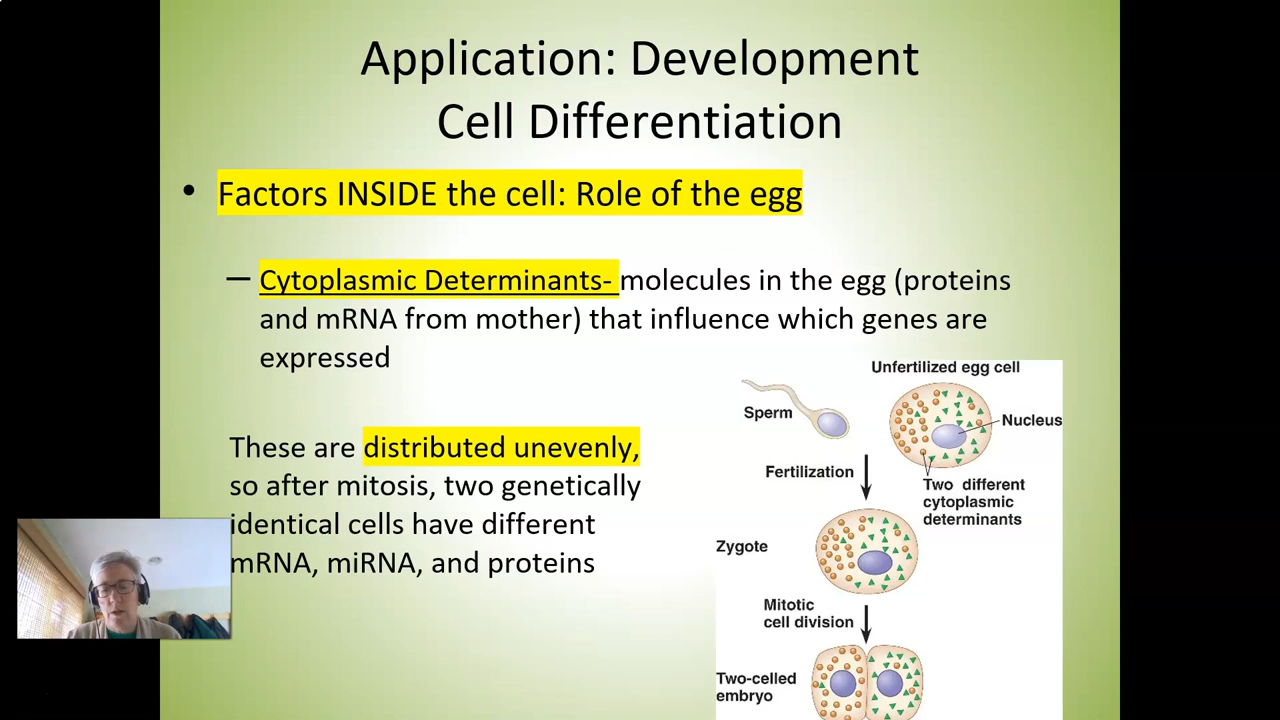 Application: Development
Cell Differentiation
• Factors INSIDE the cell: Role of the egg
– Cytoplasmic Determinants- molecules in the egg (proteins
and mRNA from mother) that influence which genes are
expressed
These are distributed unevenly,
so after mitosis, two genetically
identical cells have different
mRNA, miRNA, and proteins
Unfertilized egg cell
Sperm
Nucleus
Fertilization
Two different
cytoplasmic
determinants
Zygote
Mitotic
cell division
Two-celled
embryo